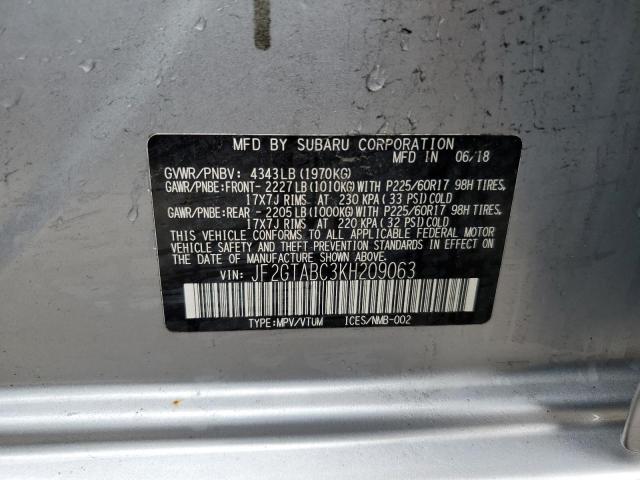 MFD BY SUBARU CORPORATION
MFD IN 06/18
GVWR/PNBV: 4343LB (1970KG)
GAWR/PNBE:FRONT- 2227LB (1010KG) WITH P225/60R17 98H TIRES,
17X7J RIMS AT 230 KPA (33 PSI) COLD
GAWR/PNBE:REAR - 2205LB (1000KG) WITH P225/60R17 98H TIRES,
17X7J RIMS AT 220 KPA (32 PSI) COLD
THIS VEHICLE CONFORMS TO ALL APPLICABLE FEDERAL MOTOR
VEHICLE SAFETY AND THEFT PREVENTION STANDARDS IN EFFECT
ON THE DATE OF MANUFACTURE SHOWN ABOVE.
VIN: JF2GTABC3KH209063
TYPE:MPV/VTUM ICES/NMB-002